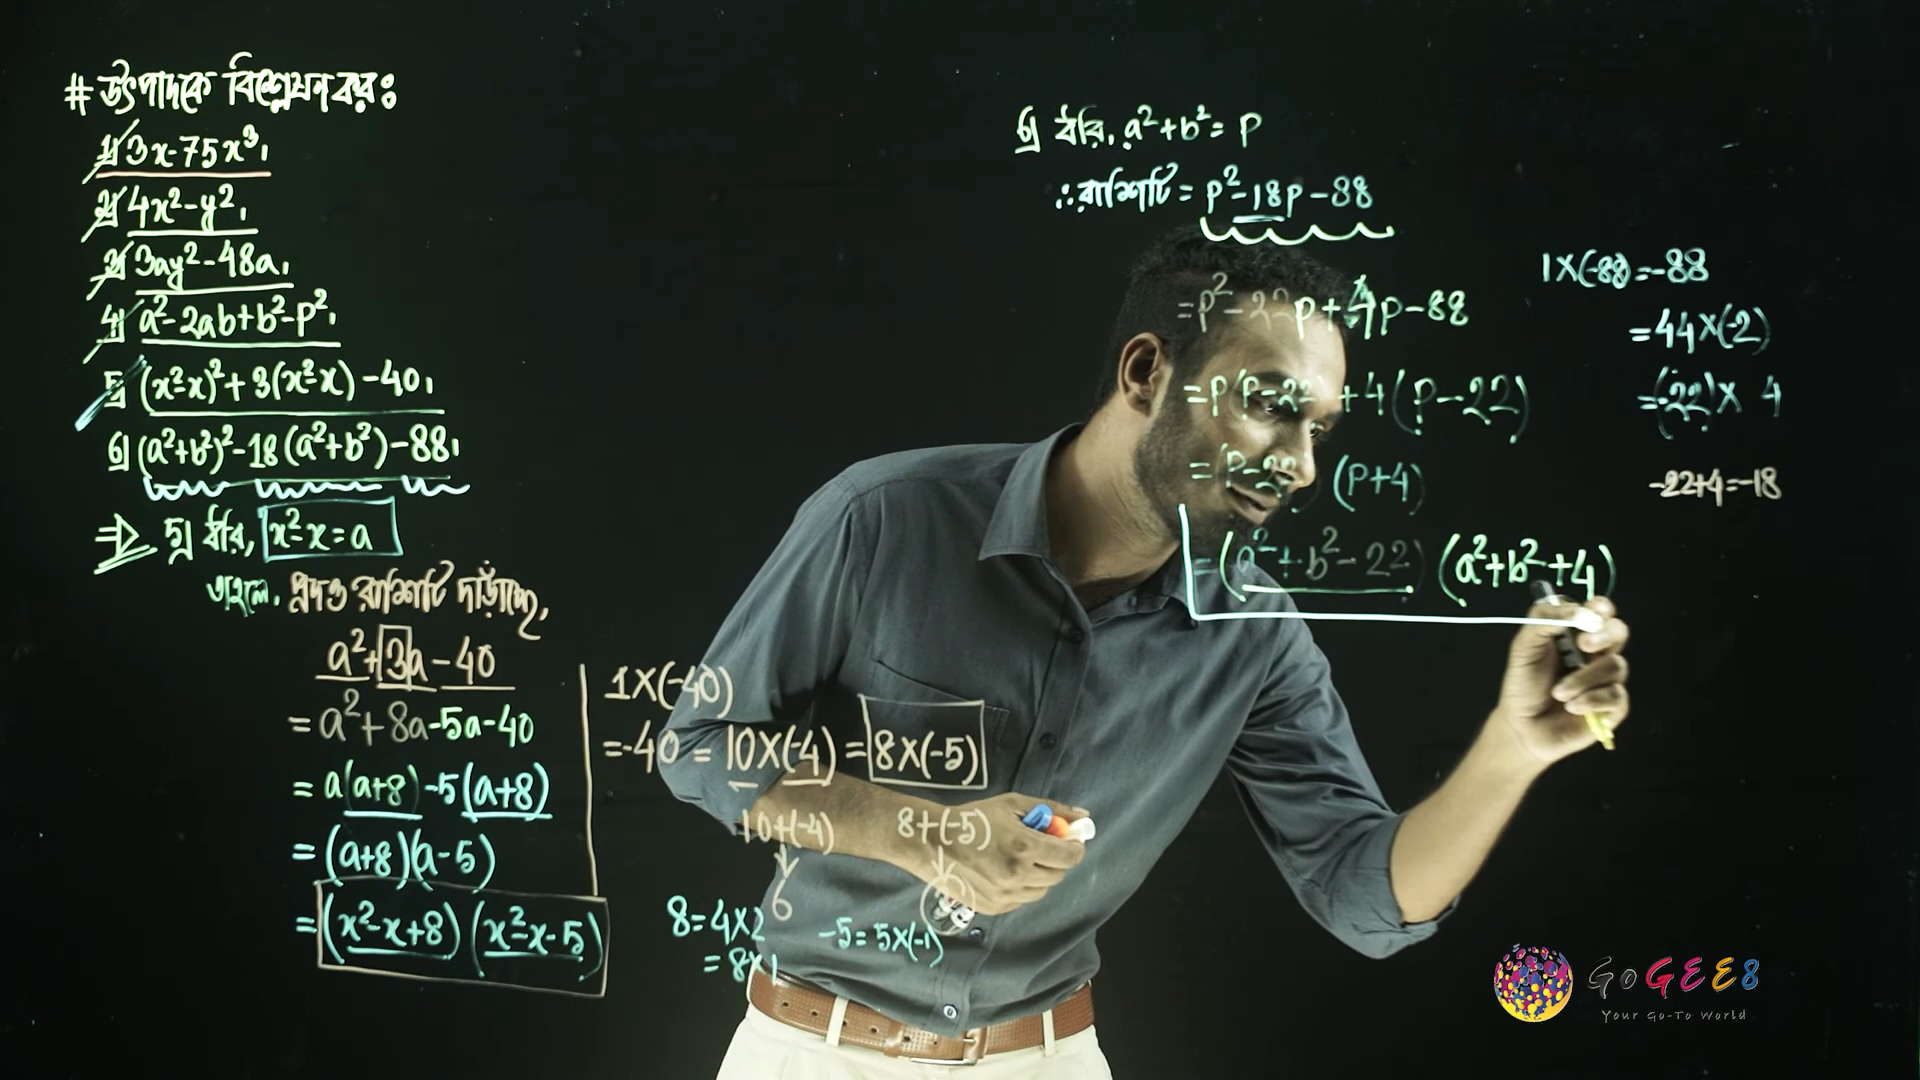 # উৎপাদকে বিশ্লেষণ কর:
১) 3x-75x³,
২) 4x²-y²,
৩) 3ay²-48a,
৪) a²-2ab+b²-p²,
৫) (x²-x)²+3(x²-x)-40,
৬) (a²+b²)²-18(a²+b²)-88,
⇒ ৫) ধরি, x²-x=a
তাহলে, প্রদত্ত রাশিটি দাঁড়াচ্ছে,
a²+3a-40
= a²+8a-5a-40
= a(a+8)-5(a+8)
= (a+8)(a-5)
= (x²-x+8) (x²-x-5)
1×(-40)
=-40 = 10×(-4) = 8×(-5)
10+(-4) 8+(-5)
6
8=4×2
= 8×1
-5=5×(-1)
৬) ধরি, a²+b²= p
∴ রাশিটি = p²-18p-88
=p²-22p+4p-88
=p(p-22)+4(p-22)
=(p-22) (p+4)
=(a²+b²-22) (a²+b²+4)
1×(-88)=-88
=44×(-2)
=(-22)× 4
-22+4=-18
GoGEE8
Your Go-To World